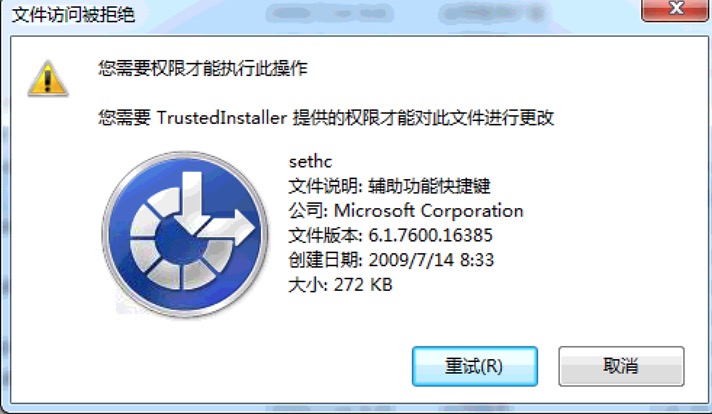 文件访问被拒绝
您需要权限才能执行此操作
您需要 TrustedInstaller 提供的权限才能对此文件进行更改
sethc
文件说明: 辅助功能快捷键
公司: Microsoft Corporation
文件版本: 6.1.7600.16385
创建日期: 2009/7/14 8:33
大小: 272 KB
重试(R)
取消